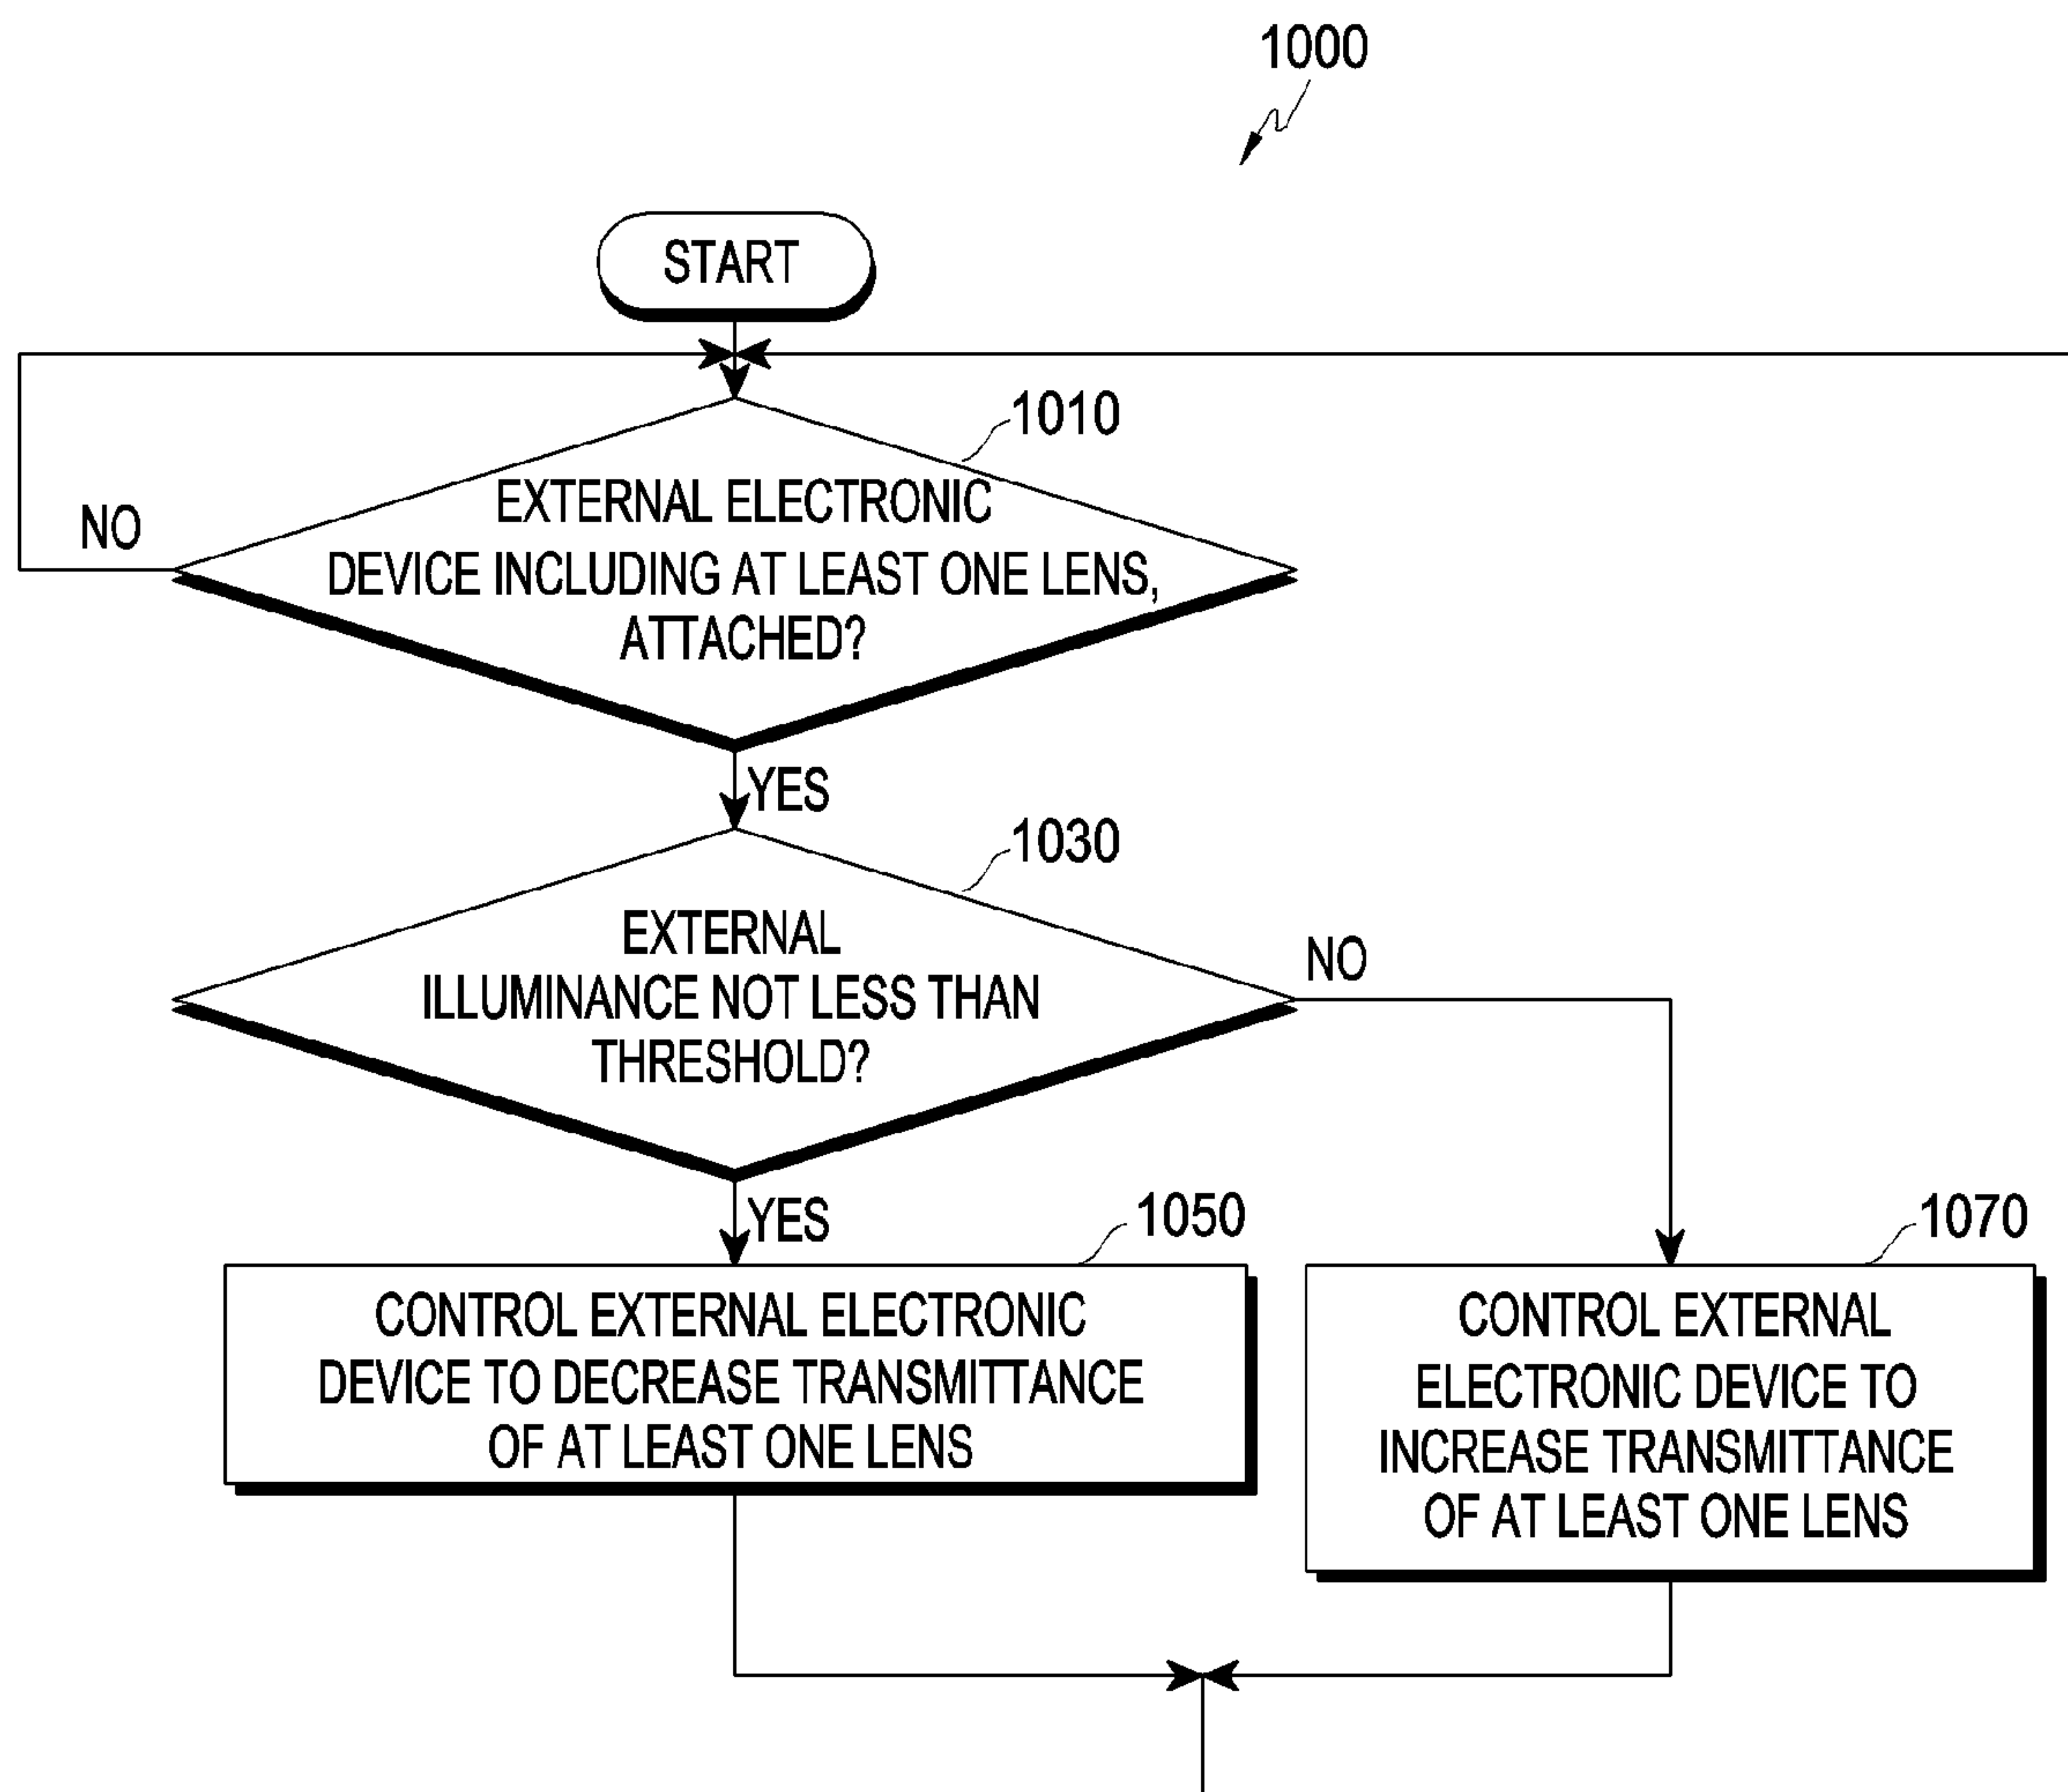 1000
START
1010
EXTERNAL ELECTRONIC
DEVICE INCLUDING AT LEAST ONE LENS,
ATTACHED?
NO
YES
1030
EXTERNAL
ILLUMINANCE NOT LESS THAN
THRESHOLD?
NO
YES
1050
CONTROL EXTERNAL ELECTRONIC
DEVICE TO DECREASE TRANSMITTANCE
OF AT LEAST ONE LENS
1070
CONTROL EXTERNAL
ELECTRONIC DEVICE TO
INCREASE TRANSMITTANCE
OF AT LEAST ONE LENS